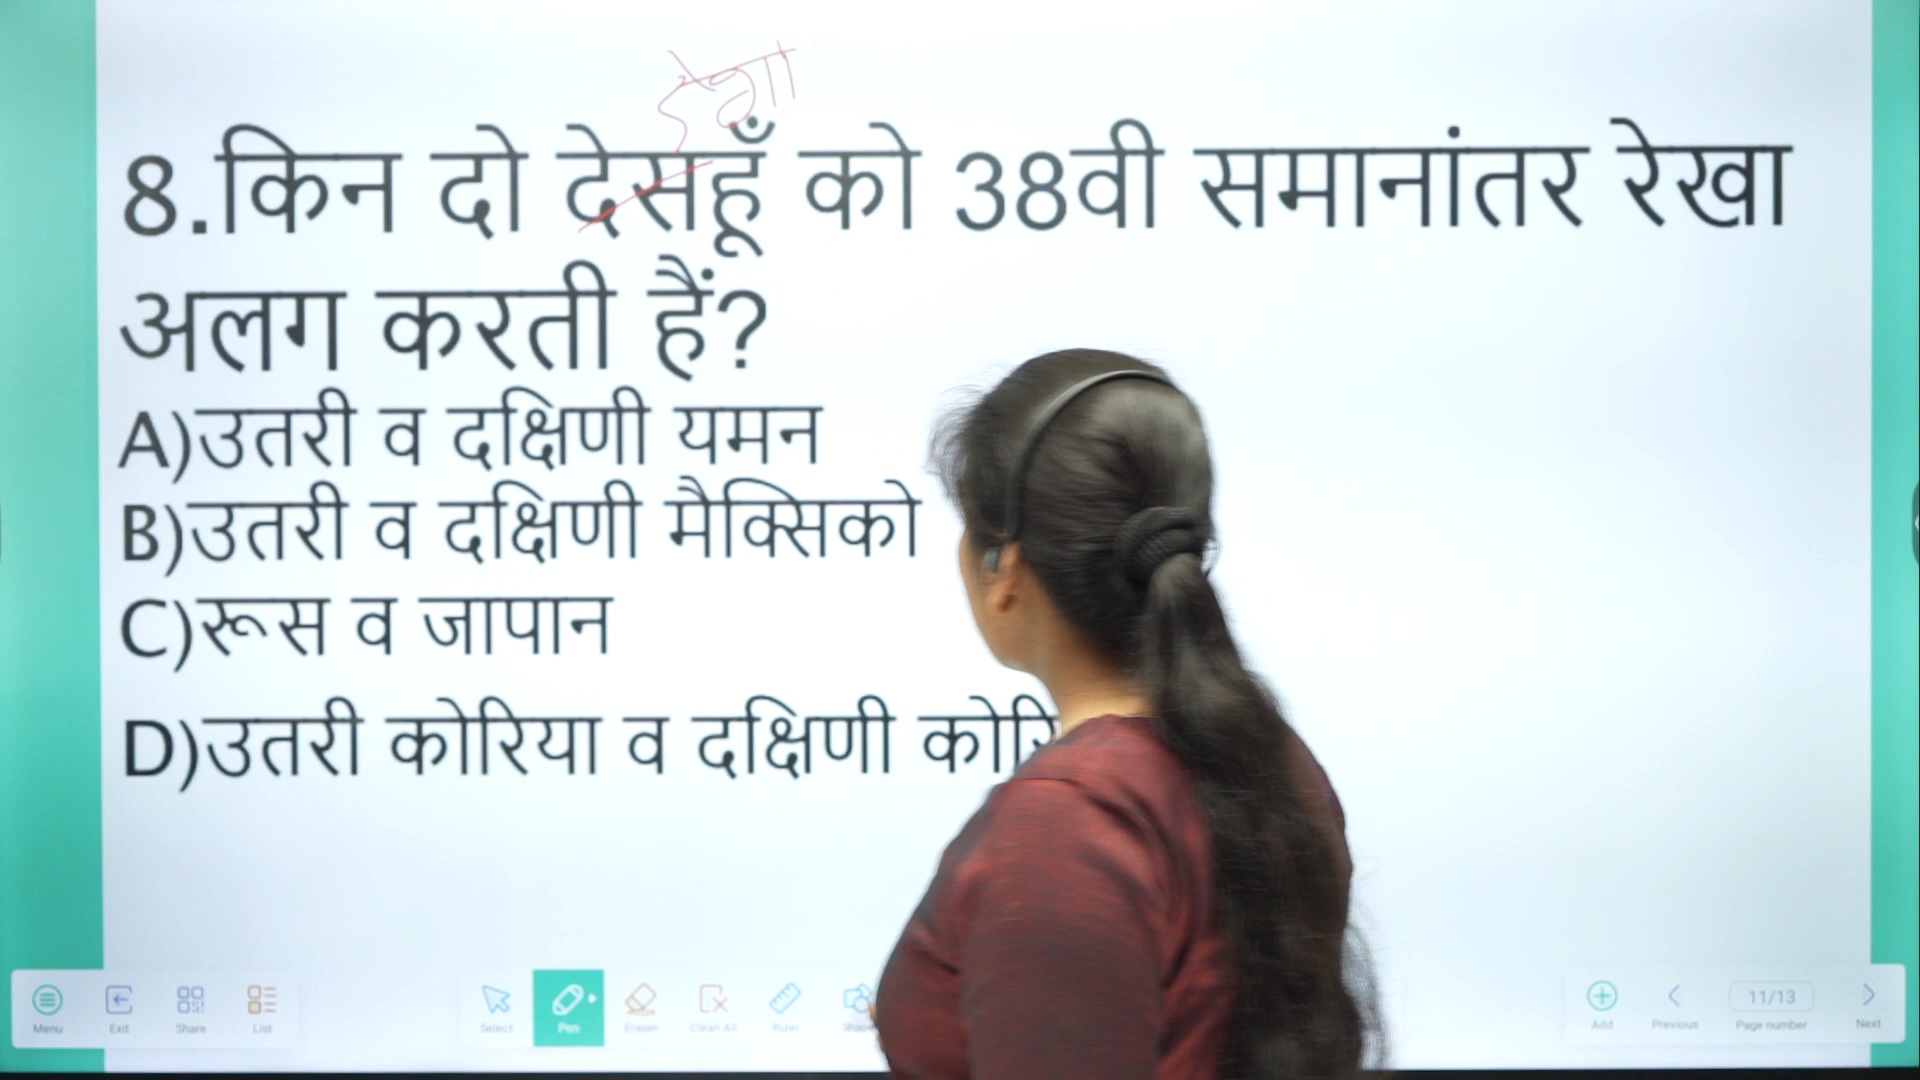 8.किन दो देसहूँ को 38वी समानांतर रेखा
अलग करती हैं?
A)उतरी व दक्षिणी यमन
B)उतरी व दक्षिणी मैक्सिको
C)रूस व जापान
D)उतरी कोरिया व दक्षिणी
Menu Exit Share List Select Pen Eraser Clean All Ruler Add Previous 11/13 Page number Next